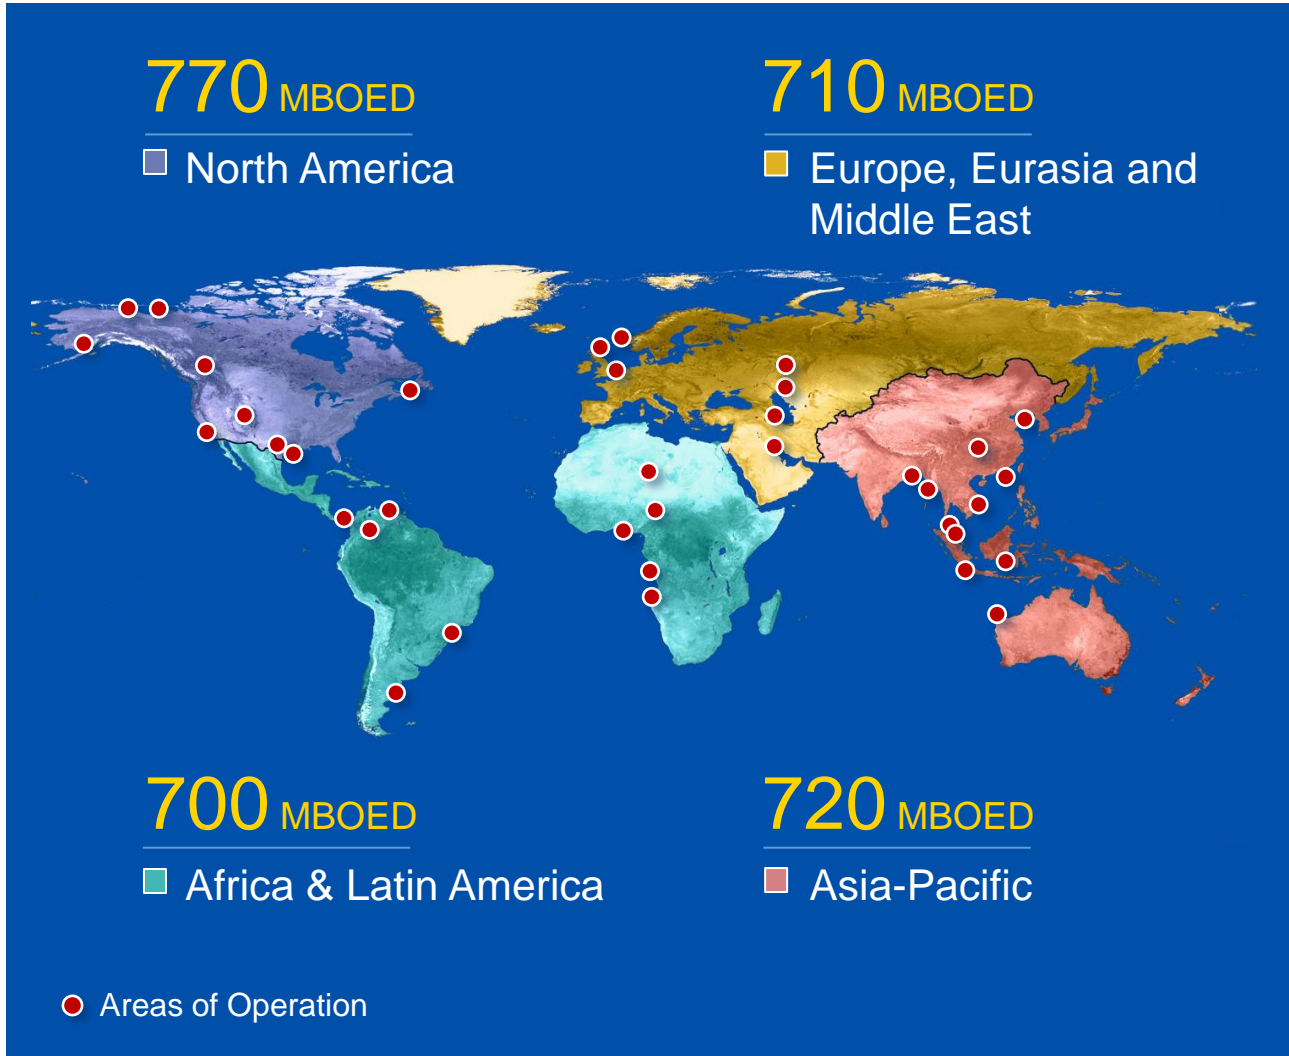 770 MBOED
North America
710 MBOED
Europe, Eurasia and
Middle East
700 MBOED
Africa & Latin America
720 MBOED
Asia-Pacific
Areas of Operation